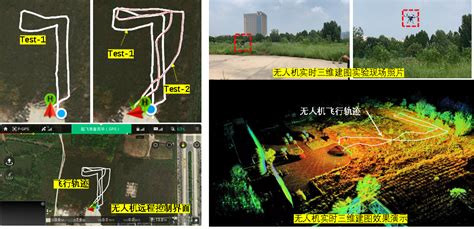 Test-1
Test-1
Test-2
H
H
无人机实时三维建图实验现场照片
P-GPS
飞行轨迹
无人机远程控制界面
无人机飞行轨迹
无人机实时三维建图效果演示